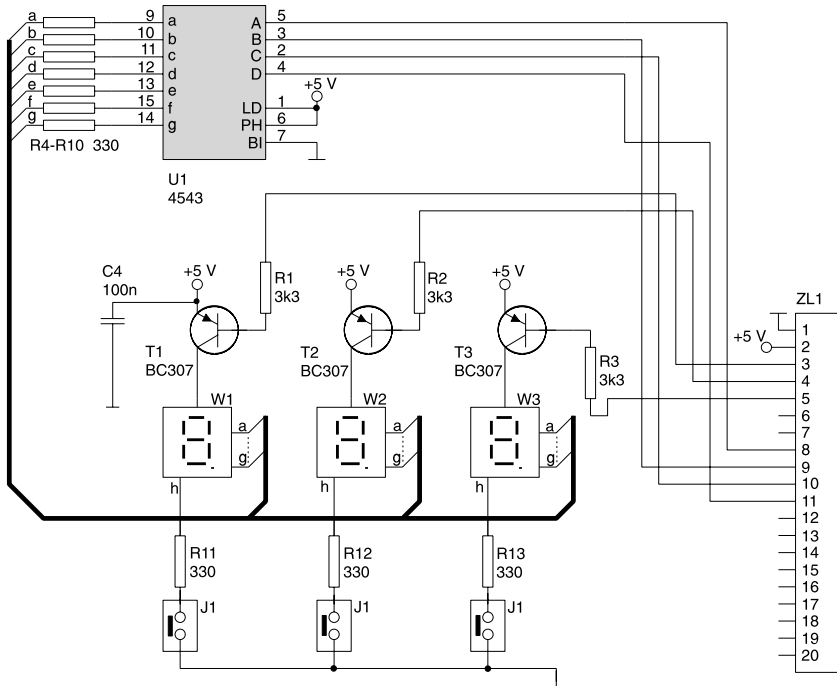 a 9 a A 5
b 10 b B 3
c 11 c C 2
d 12 d D 4
e 13 e +5 V
f 15 f LD 1
g 14 g PH 6
R4-R10 330 BI 7
U1
4543
C4
100n
+5 V
R1
3k3
+5 V
R2
3k3
+5 V
ZL1
T1
BC307
T2
BC307
T3
BC307
R3
3k3
+5 V
1
2
3
4
5
6
7
8
9
10
11
12
13
14
15
16
17
18
19
20
W1
a
g
h
W2
a
g
h
W3
a
g
h
R11
330
R12
330
R13
330
J1
J1
J1